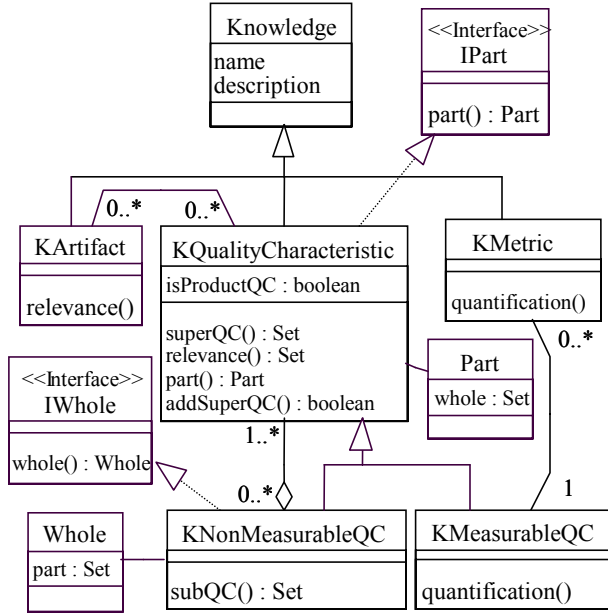 Knowledge
name
description
<<Interface>>
IPart
part() : Part
0..*
0..*
KArtifact
relevance()
KQualityCharacteristic
isProductQC : boolean
superQC() : Set
relevance() : Set
part() : Part
addSuperQC() : boolean
KMetric
quantification()
0..*
Part
whole : Set
<<Interface>>
IWhole
whole() : Whole
1..*
0..*
1
Whole
part : Set
KNonMeasurableQC
subQC() : Set
KMeasurableQC
quantification()